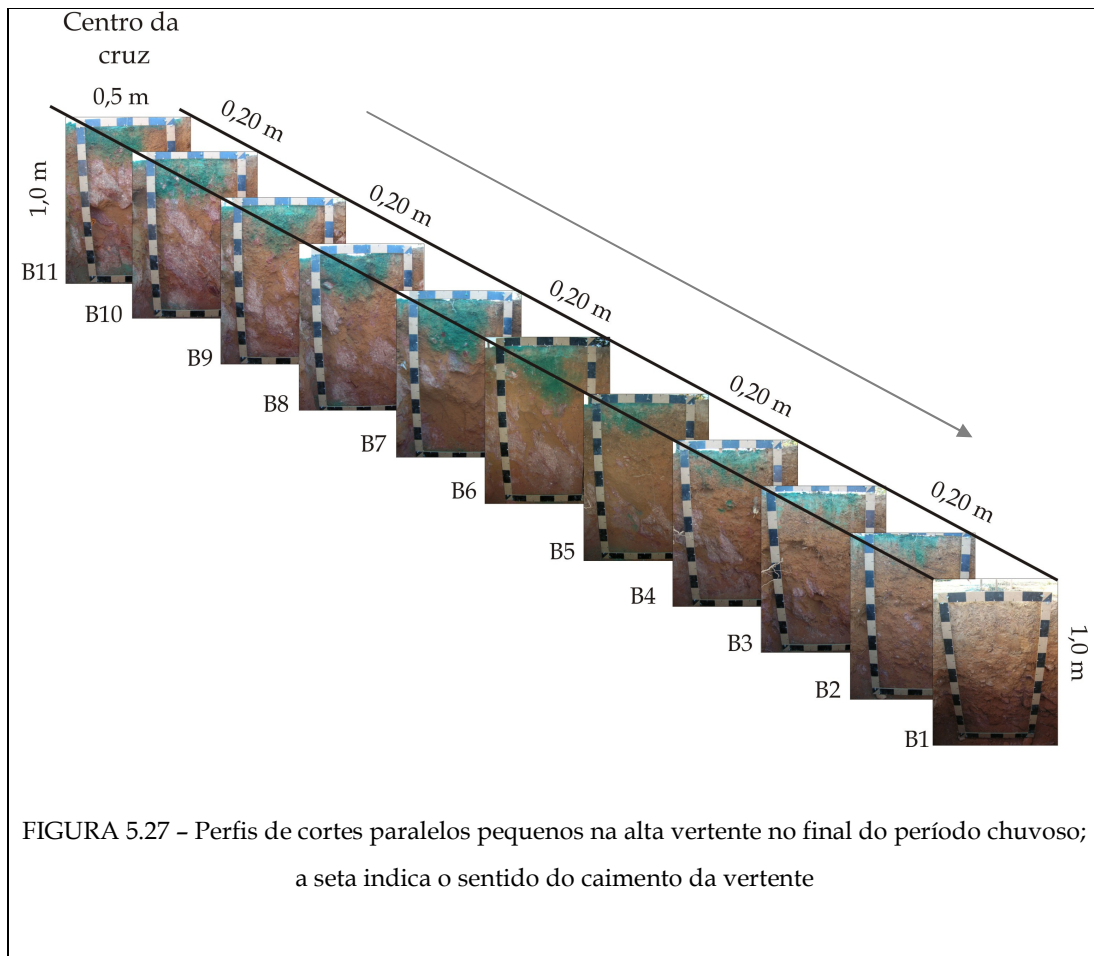 Centro da
cruz
0,5 m
0,20 m
1,0 m
0,20 m
B11
B10
0,20 m
B9
B8
0,20 m
B7
B6
0,20 m
B5
B4
B3
1,0 m
B2
B1
FIGURA 5.27 – Perfis de cortes paralelos pequenos na alta vertente no final do período chuvoso;
a seta indica o sentido do caimento da vertente